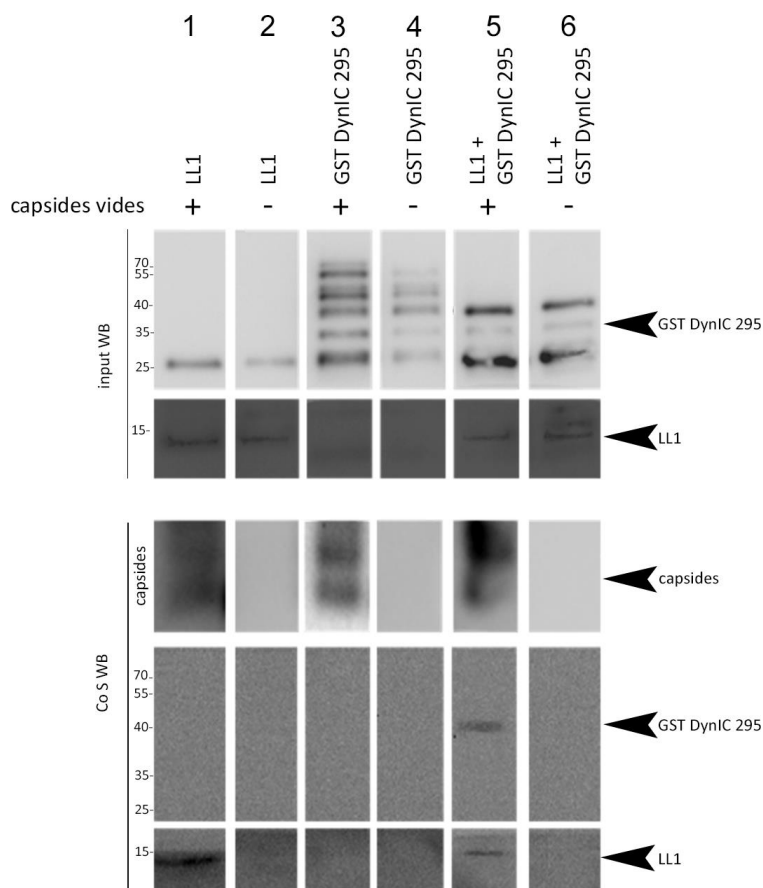 1 2 3 4 5 6
LL1
LL1
GST DynIC 295
GST DynIC 295
LL1 +
GST DynIC 295
LL1 +
GST DynIC 295
capsides vides + - + - + -
input WB
70-
55-
40-
35-
25-
GST DynIC 295
15-
LL1
Co S WB
capsides
capsides
70-
55-
40-
35-
25-
GST DynIC 295
15-
LL1